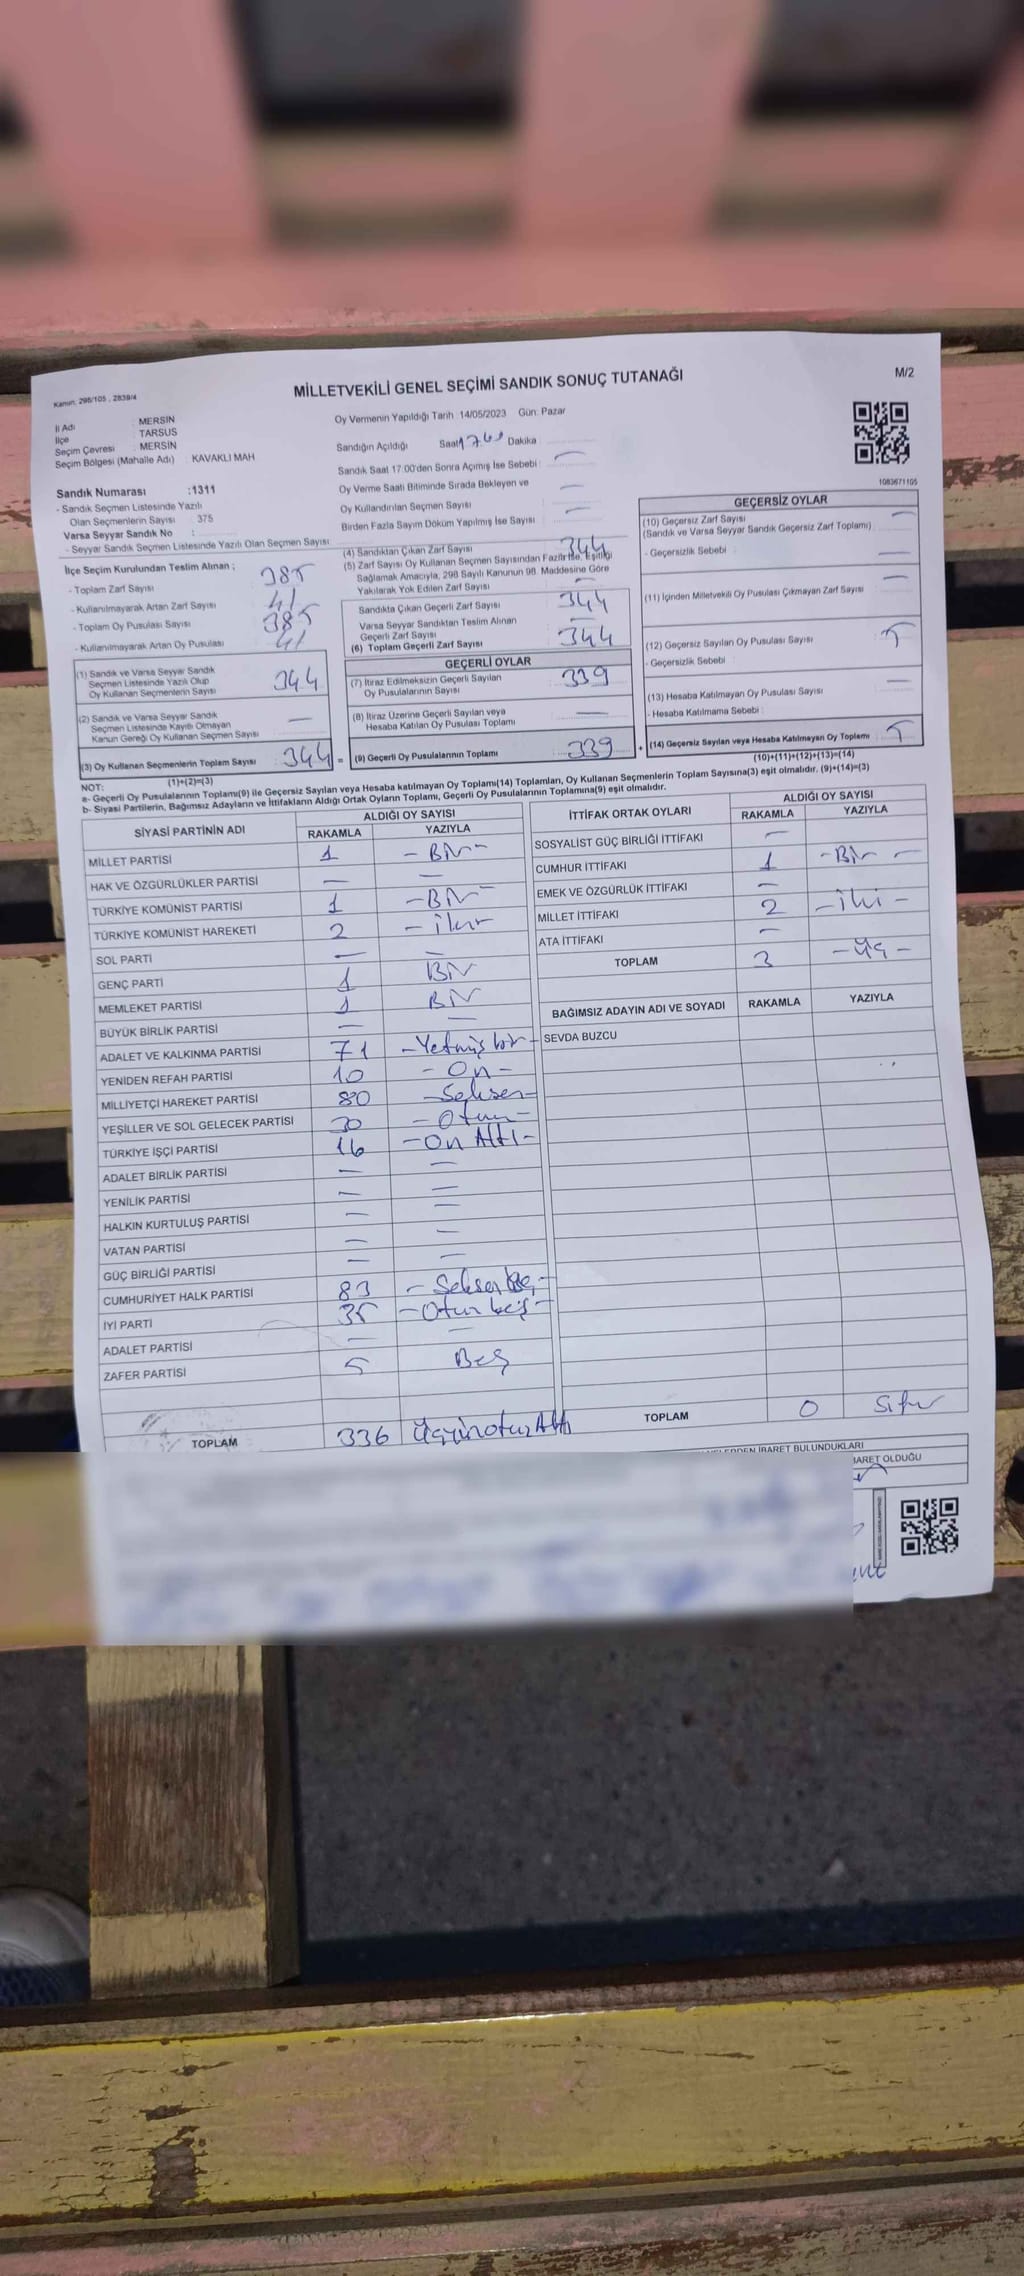 Kanun, 298/105 , 2839/4
MİLLETVEKİLİ GENEL SEÇİMİ SANDIK SONUÇ TUTANAĞI
M/2
İl Adı : MERSİN
İlçe : TARSUS
Seçim Çevresi : MERSİN
Seçim Bölgesi (Mahalle Adı) : KAVAKLI MAH
Oy Vermenin Yapıldığı Tarih :14/05/2023 Gün. Pazar
Sandığın Açıldığı Saat Dakika :
Sandık Saat 17:00'den Sonra Açımış İse Sebebi : —
Oy Verme Saati Bitiminde Sırada Bekleyen ve
Oy Kullandırılan Seçmen Sayısı : —
Birden Fazla Sayım Döküm Yapılmış İse Sayısı : —
1083671105
Sandık Numarası :1311
- Sandık Seçmen Listesinde Yazılı
Olan Seçmenlerin Sayısı : 375
Varsa Seyyar Sandık No :
- Seyyar Sandık Seçmen Listesinde Yazılı Olan Seçmen Sayısı:
İlçe Seçim Kurulundan Teslim Alınan ;
- Toplam Zarf Sayısı : 385
- Kullanılmayarak Artan Zarf Sayısı : 41
- Toplam Oy Pusulası Sayısı : 385
- Kullanılmayarak Artan Oy Pusulası : 41
(1) Sandık ve Varsa Seyyar Sandık
Seçmen Listesinde Yazılı Olup
Oy Kullanan Seçmenlerin Sayısı : 344
(2) Sandık ve Varsa Seyyar Sandık
Seçmen Listesinde Kayıtlı Olmayan
Kanun Gereği Oy Kullanan Seçmen Sayısı : —
(3) Oy Kullanan Seçmenlerin Toplam Sayısı : 344
(1)+(2)=(3)
(4) Sandıktan Çıkan Zarf Sayısı : 344
(5) Zarf Sayısı Oy Kullanan Seçmen Sayısından Fazla İse, Eşitliği
Sağlamak Amacıyla, 298 Sayılı Kanunun 98. Maddesine Göre
Yakılarak Yok Edilen Zarf Sayısı : —
Sandıkta Çıkan Geçerli Zarf Sayısı : 344
Varsa Seyyar Sandıktan Teslim Alınan
Geçerli Zarf Sayısı : —
(6) Toplam Geçerli Zarf Sayısı : 344
GEÇERLİ OYLAR
(7) İtiraz Edilmeksizin Geçerli Sayılan
Oy Pusulalarının Sayısı : 339
(8) İtiraz Üzerine Geçerli Sayılan veya
Hesaba Katılan Oy Pusulası Toplamı : —
= (9) Geçerli Oy Pusulalarının Toplamı : 339
GEÇERSİZ OYLAR
(10) Geçersiz Zarf Sayısı : —
(Sandık ve Varsa Seyyar Sandık Geçersiz Zarf Toplamı)
- Geçersizlik Sebebi : —
(11) İçinden Milletvekili Oy Pusulası Çıkmayan Zarf Sayısı : —
(12) Geçersiz Sayılan Oy Pusulası Sayısı : 5
- Geçersizlik Sebebi :
(13) Hesaba Katılmayan Oy Pusulası Sayısı : —
- Hesaba Katılmama Sebebi :
+ (14) Geçersiz Sayılan veya Hesaba Katılmayan Oy Toplamı : 5
(10)+(11)+(12)+(13)=(14)
NOT:
a- Geçerli Oy Pusulalarının Toplamı(9) ile Geçersiz Sayılan veya Hesaba katılmayan Oy Toplamı(14) Toplamları, Oy Kullanan Seçmenlerin Toplam Sayısına(3) eşit olmalıdır. (9)+(14)=(3)
b- Siyasi Partilerin, Bağımsız Adayların ve İttifakların Aldığı Ortak Oyların Toplamı, Geçerli Oy Pusulalarının Toplamına(9) eşit olmalıdır.
SİYASİ PARTİNİN ADI ALDIĞI OY SAYISI
RAKAMLA YAZIYLA
MİLLET PARTİSİ 1 - Bir -
HAK VE ÖZGÜRLÜKLER PARTİSİ — —
TÜRKİYE KOMÜNİST PARTİSİ 1 - Bir -
TÜRKİYE KOMÜNİST HAREKETİ 2 - iki -
SOL PARTİ — —
GENÇ PARTİ 1 Bir
MEMLEKET PARTİSİ 1 Bir
BÜYÜK BİRLİK PARTİSİ — —
ADALET VE KALKINMA PARTİSİ 71 - Yetmiş bir -
YENİDEN REFAH PARTİSİ 10 - On -
MİLLİYETÇİ HAREKET PARTİSİ 80 - Seksen -
YEŞİLLER VE SOL GELECEK PARTİSİ 30 - Otuz -
TÜRKİYE İŞÇİ PARTİSİ 16 - On Altı -
ADALET BİRLİK PARTİSİ — —
YENİLİK PARTİSİ — —
HALKIN KURTULUŞ PARTİSİ — —
VATAN PARTİSİ — —
GÜÇ BİRLİĞİ PARTİSİ — —
CUMHURİYET HALK PARTİSİ 83 - Seksen üç -
İYİ PARTİ 35 - Otuz beş -
ADALET PARTİSİ — —
ZAFER PARTİSİ 5 Beş
TOPLAM 336 Üçyüzotuz Altı
İTTİFAK ORTAK OYLARI ALDIĞI OY SAYISI
RAKAMLA YAZIYLA
SOSYALİST GÜÇ BİRLİĞİ İTTİFAKI —
CUMHUR İTTİFAKI 1 - Bir -
EMEK VE ÖZGÜRLÜK İTTİFAKI —
MİLLET İTTİFAKI 2 - iki -
ATA İTTİFAKI —
TOPLAM 3 - Üç -
BAĞIMSIZ ADAYIN ADI VE SOYADI RAKAMLA YAZIYLA
SEVDA BUZCU
TOPLAM 0 Sıfır
İBARET BULUNDUKLARI
OLDUĞU